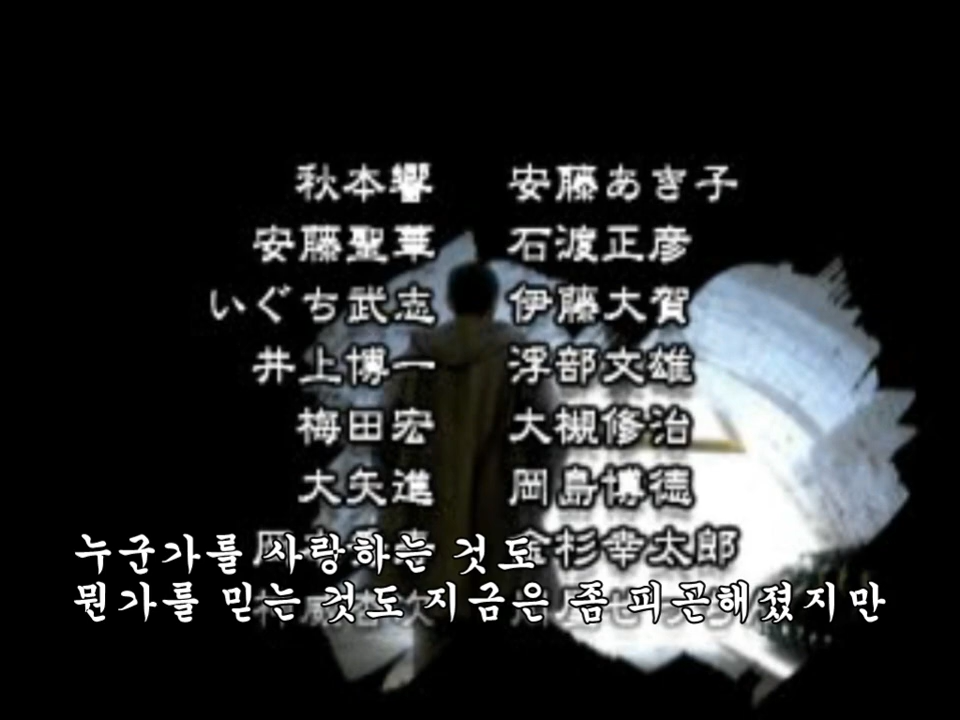 秋本響 安藤あき子
安藤聖華 石渡正彦
いぐち武志 伊藤大賀
井上博一 浮部文雄
梅田宏 大槻修治
大矢進 岡島博徳
金杉幸太郎
누군가를 사랑하는 것도
뭔가를 믿는 것도 지금은 좀 피곤해졌지만